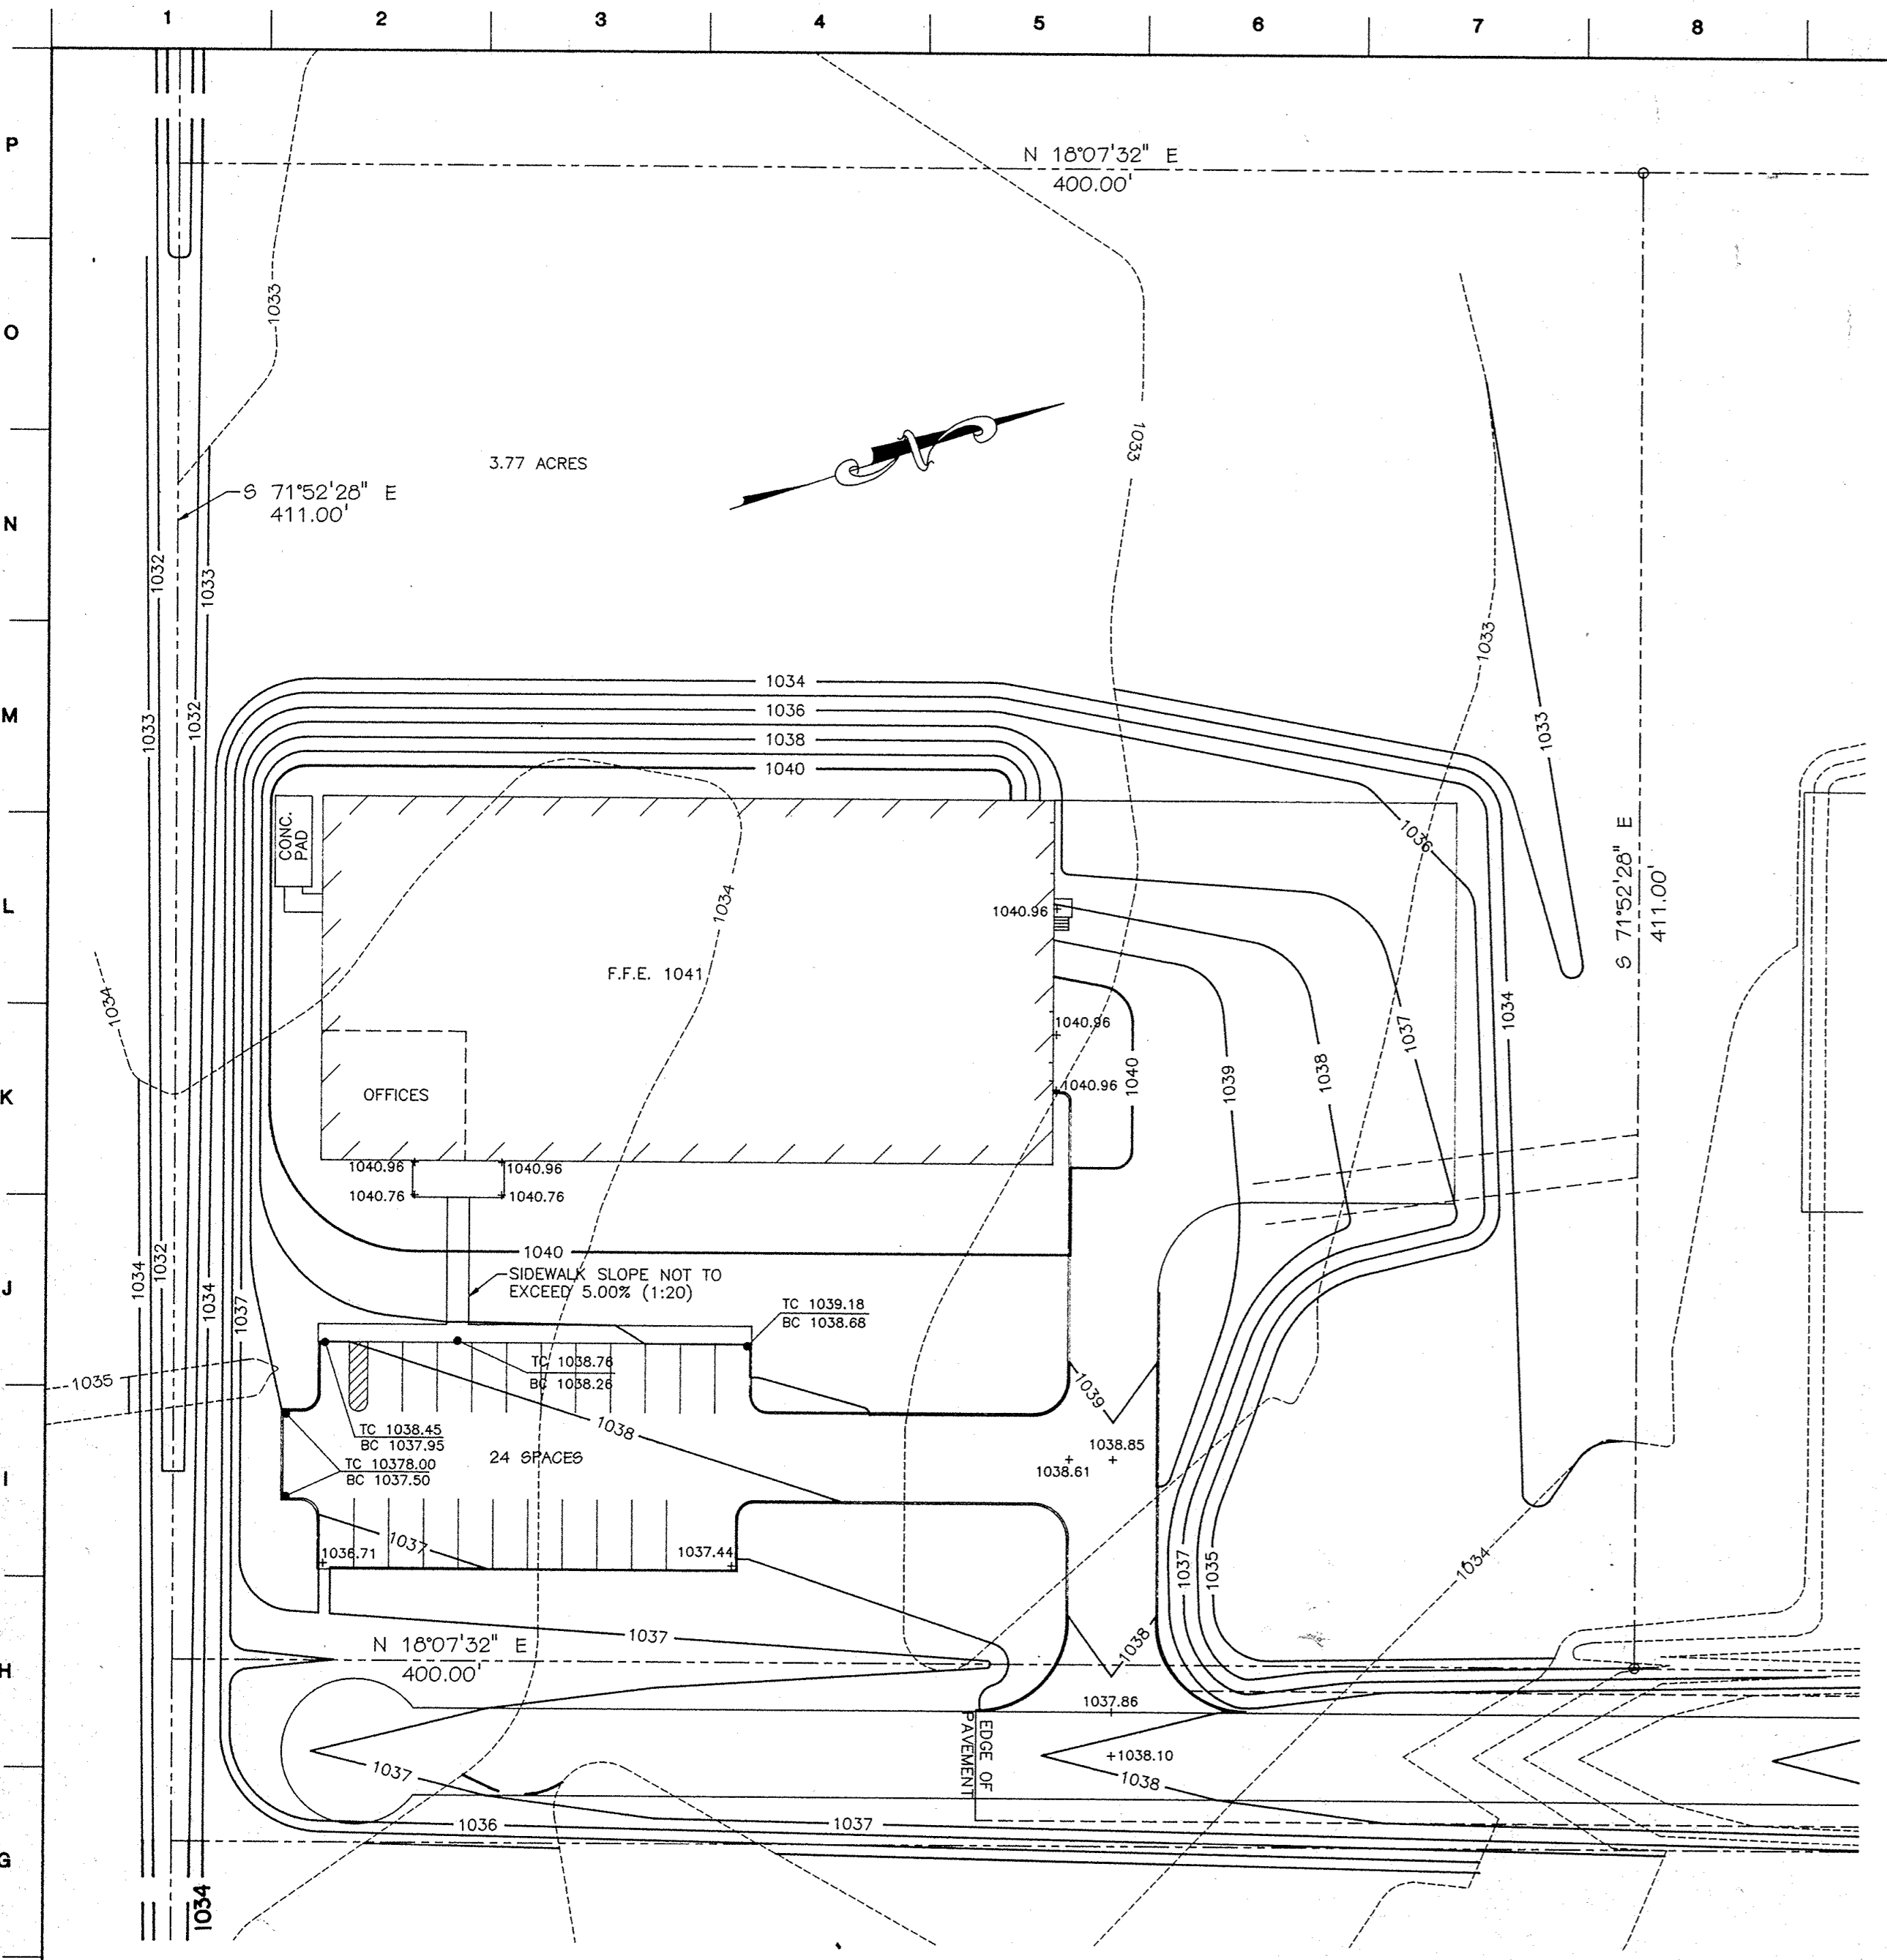 1 2 3 4 5 6 7 8
P
N 18°07'32" E
400.00'
O
1033
1033
3.77 ACRES
N
N
S 71°52'28" E
411.00'
1032
1033
1033
M
1034
1036
1038
1040
1033
1032
1033
CONC.
PAD
1036
S 71°52'28" E
411.00'
L
1034
1040.96
F.F.E. 1041
1034
1034
1040.96
1037
K
OFFICES
1040.96
1040
1039
1038
1040.96
1040.96
1040.76
1040.76
1040
J
1034
1032
1034
1037
SIDEWALK SLOPE NOT TO
EXCEED 5.00% (1:20)
TC 1039.18
BC 1038.68
TC 1038.76
BC 1038.26
1035
1039
TC 1038.45
BC 1037.95
1038
1038.85
I
24 SPACES
TC 10378.00
BC 1037.50
1038.61
1037
1036.71
1037.44
1037
1035
1034
H
N 18°07'32" E
400.00'
1037
1038
1037.86
EDGE OF
PAVEMENT
+1038.10
1037
1038
1036
1037
G
1034